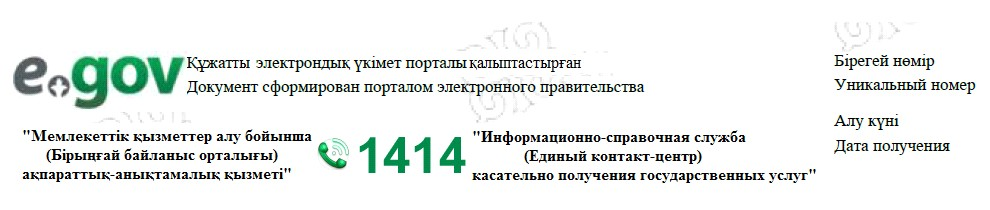 e.gov
Құжатты электрондық үкімет порталы қалыптастырған
Документ сформирован порталом электронного правительства
Бірегей нөмір
Уникальный номер
Алу күні
Дата получения
"Мемлекеттік қызметтер алу бойынша
(Бірыңғай байланыс орталығы)
ақпараттық-анықтамалық қызметі"
1414
"Информационно-справочная служба
(Единый контакт-центр)
касательно получения государственных услуг"